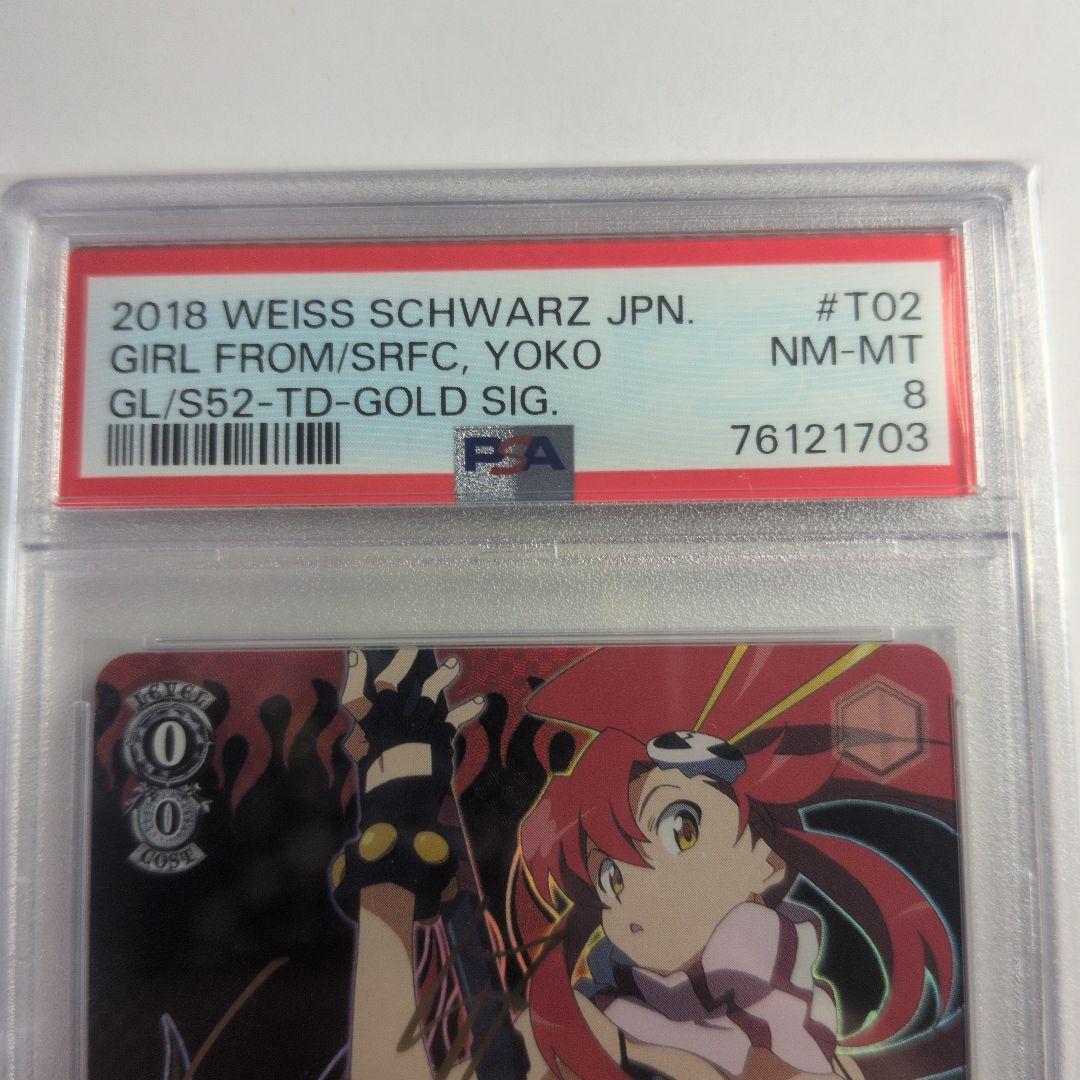 2018 WEISS SCHWARZ JPN. #T02
GIRL FROM/SRFC, YOKO NM-MT
GL/S52-TD-GOLD SIG. 8
PSA 76121703
LEVEL
0
0
COST